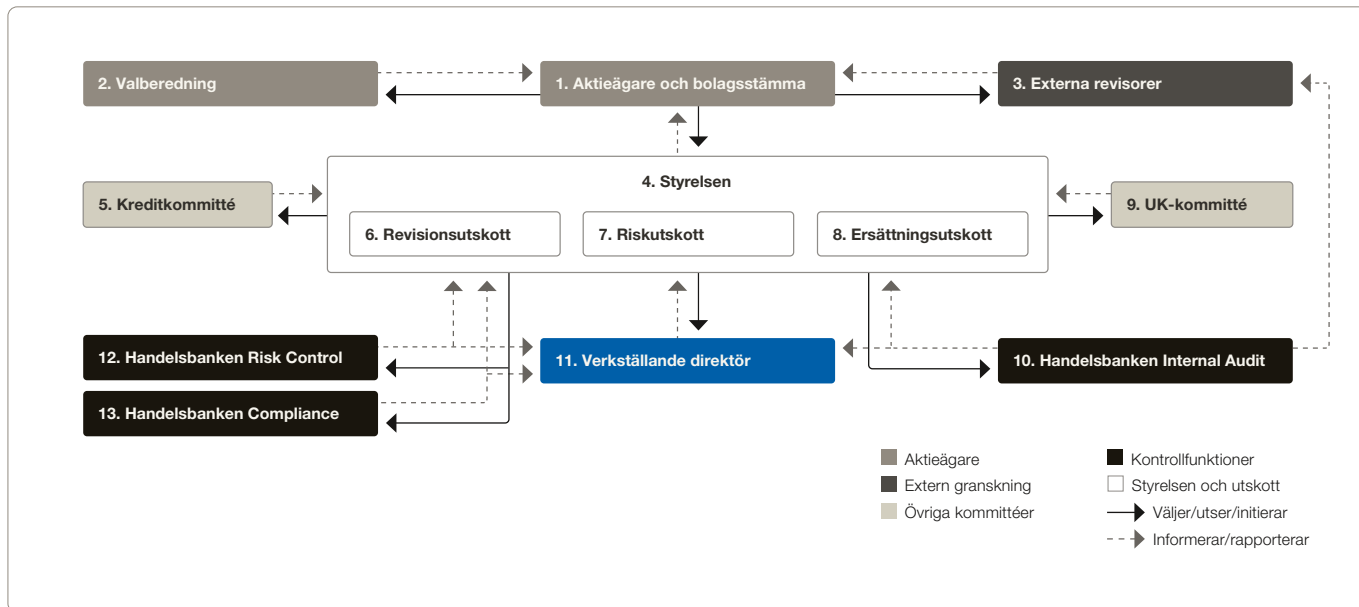 2. Valberedning
1. Aktieägare och bolagsstämma
3. Externa revisorer
4. Styrelsen
5. Kreditkommitté
9. UK-kommitté
6. Revisionsutskott
7. Riskutskott
8. Ersättningsutskott
12. Handelsbanken Risk Control
11. Verkställande direktör
10. Handelsbanken Internal Audit
13. Handelsbanken Compliance
Aktieägare
Extern granskning
Övriga kommittéer
Kontrollfunktioner
Styrelsen och utskott
Väljer/utser/initierar
Informerar/rapporterar